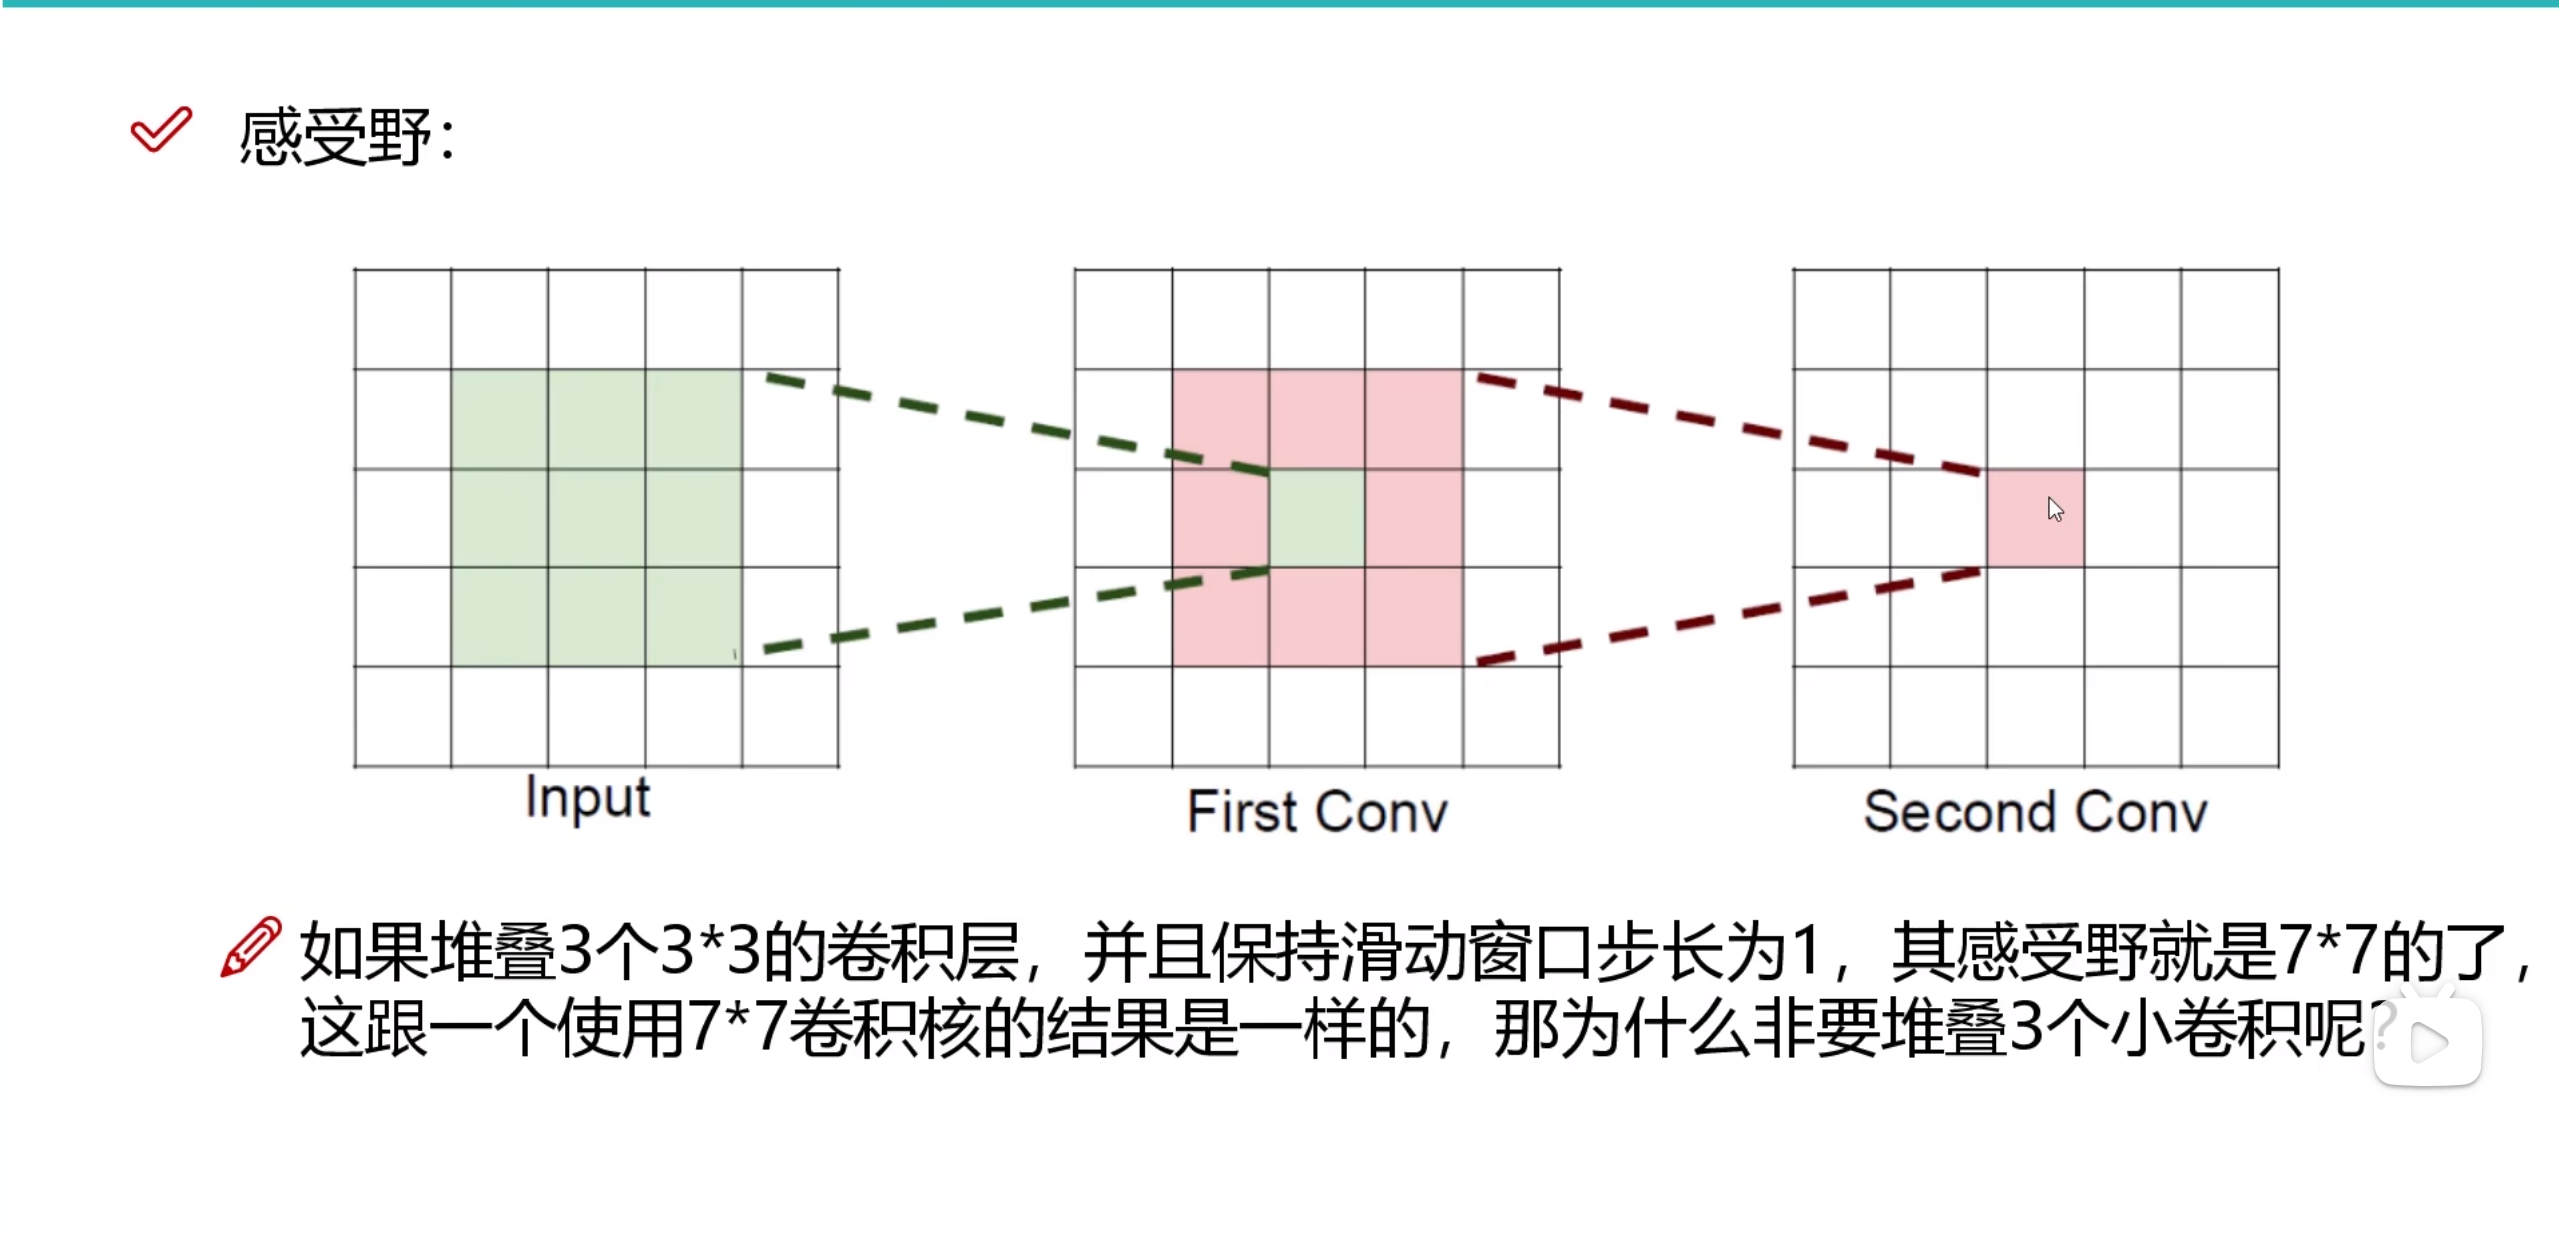 感受野：
Input
First Conv
Second Conv
如果堆叠3个3*3的卷积层，并且保持滑动窗口步长为1，其感受野就是7*7的了，
这跟一个使用7*7卷积核的结果是一样的，那为什么非要堆叠3个小卷积呢？